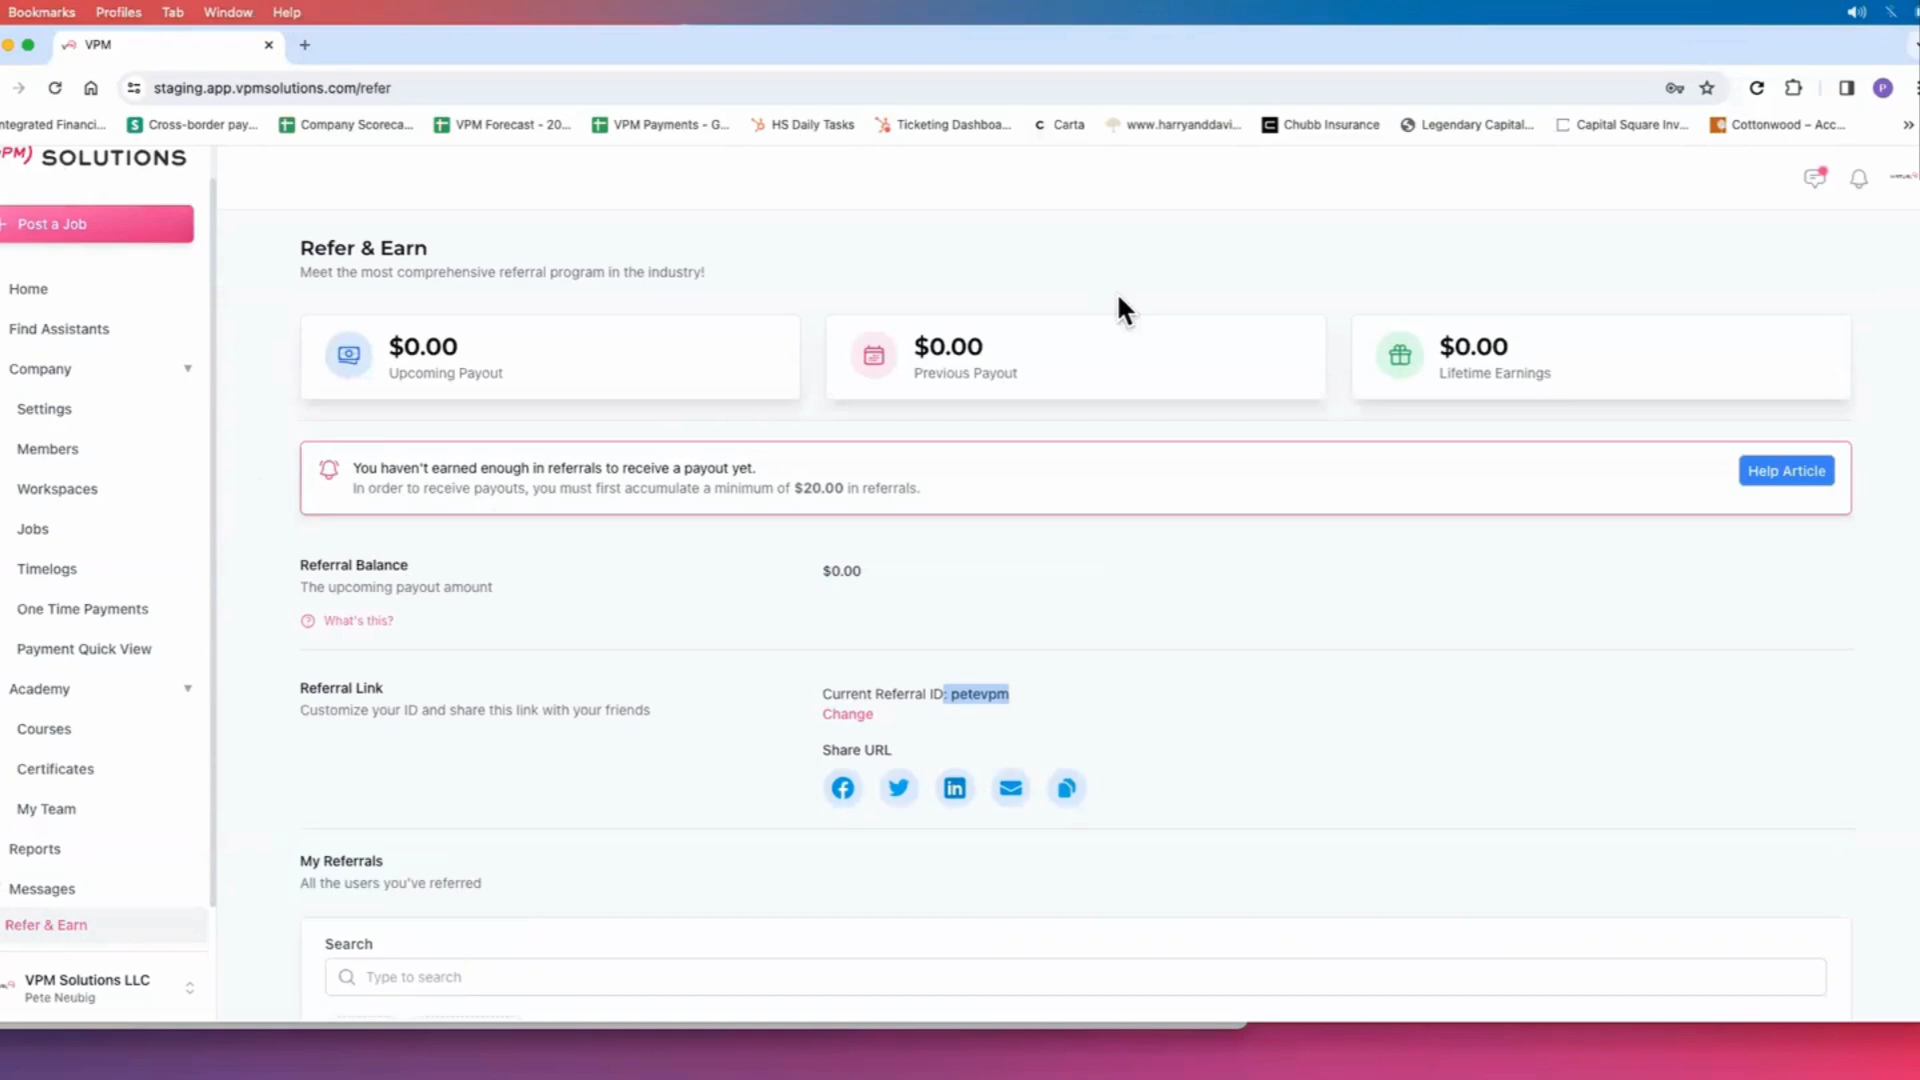 Bookmarks Profiles Tab Window Help
VPM
staging.app.vpmsolutions.com/refer
P
ntegrated Financi... Cross-border pay... Company Scoreca... VPM Forecast - 20... VPM Payments - G... HS Daily Tasks Ticketing Dashboa... Carta www.harryanddavi... Chubb Insurance Legendary Capital... Capital Square Inv... Cottonwood – Acc... »
PM) SOLUTIONS
+ Post a Job
Home
Find Assistants
Company
Settings
Members
Workspaces
Jobs
Timelogs
One Time Payments
Payment Quick View
Academy
Courses
Certificates
My Team
Reports
Messages
Refer & Earn
VPM Solutions LLC
Pete Neubig
Refer & Earn
Meet the most comprehensive referral program in the industry!
$0.00
Upcoming Payout
$0.00
Previous Payout
$0.00
Lifetime Earnings
You haven't earned enough in referrals to receive a payout yet.
In order to receive payouts, you must first accumulate a minimum of $20.00 in referrals.
Help Article
Referral Balance
The upcoming payout amount
What's this?
$0.00
Referral Link
Customize your ID and share this link with your friends
Current Referral ID: petevpm
Change
Share URL
My Referrals
All the users you've referred
Search
Type to search